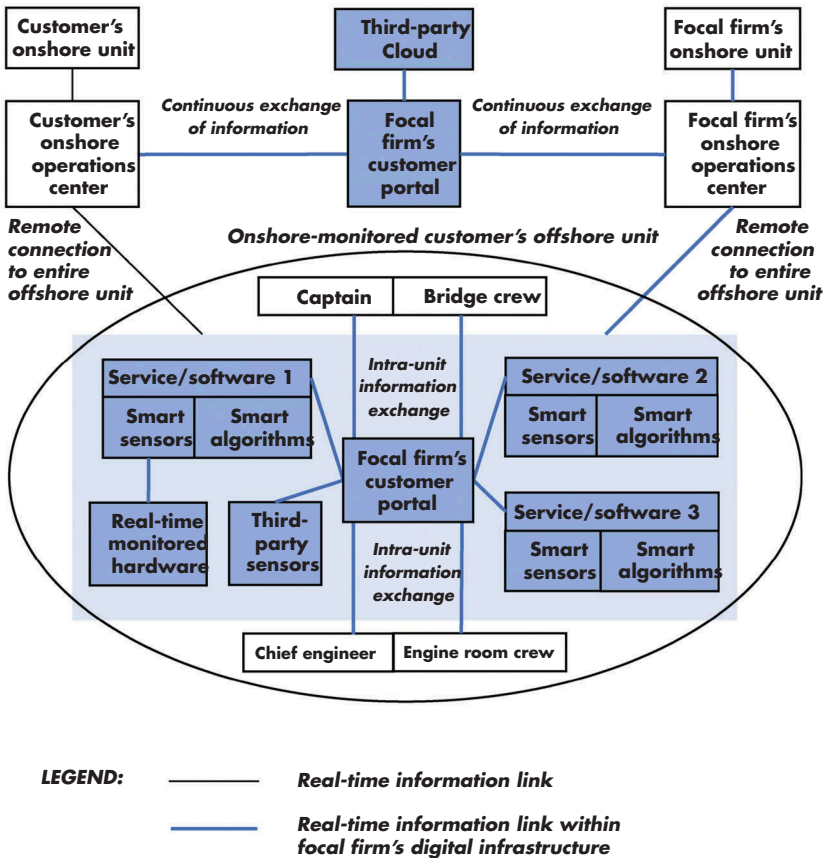 Customer's
onshore unit
Third-party
Cloud
Focal firm's
onshore unit
Customer's
onshore
operations
center
Continuous exchange
of information
Focal
firm's
customer
portal
Continuous exchange
of information
Focal firm's
onshore
operations
center
Remote
connection
to entire
offshore unit
Onshore-monitored customer's offshore unit
Remote
connection
to entire
offshore unit
Captain
Bridge crew
Intra-unit
information
exchange
Service/software 1
Smart
sensors
Smart
algorithms
Service/software 2
Smart
sensors
Smart
algorithms
Focal firm's
customer
portal
Real-time
monitored
hardware
Third-
party
sensors
Service/software 3
Smart
sensors
Smart
algorithms
Intra-unit
information
exchange
Chief engineer
Engine room crew
LEGEND:
Real-time information link
Real-time information link within
focal firm's digital infrastructure